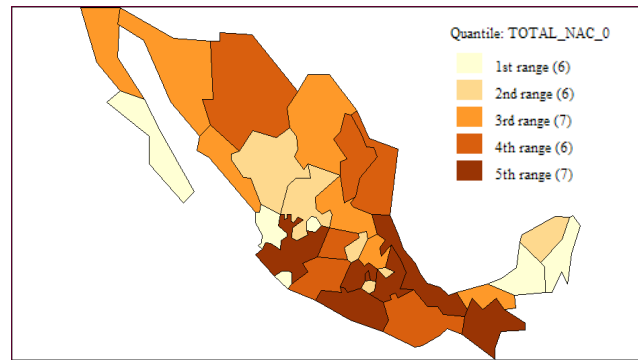 Quantile: TOTAL_NAC_0
1st range (6)
2nd range (6)
3rd range (7)
4th range (6)
5th range (7)